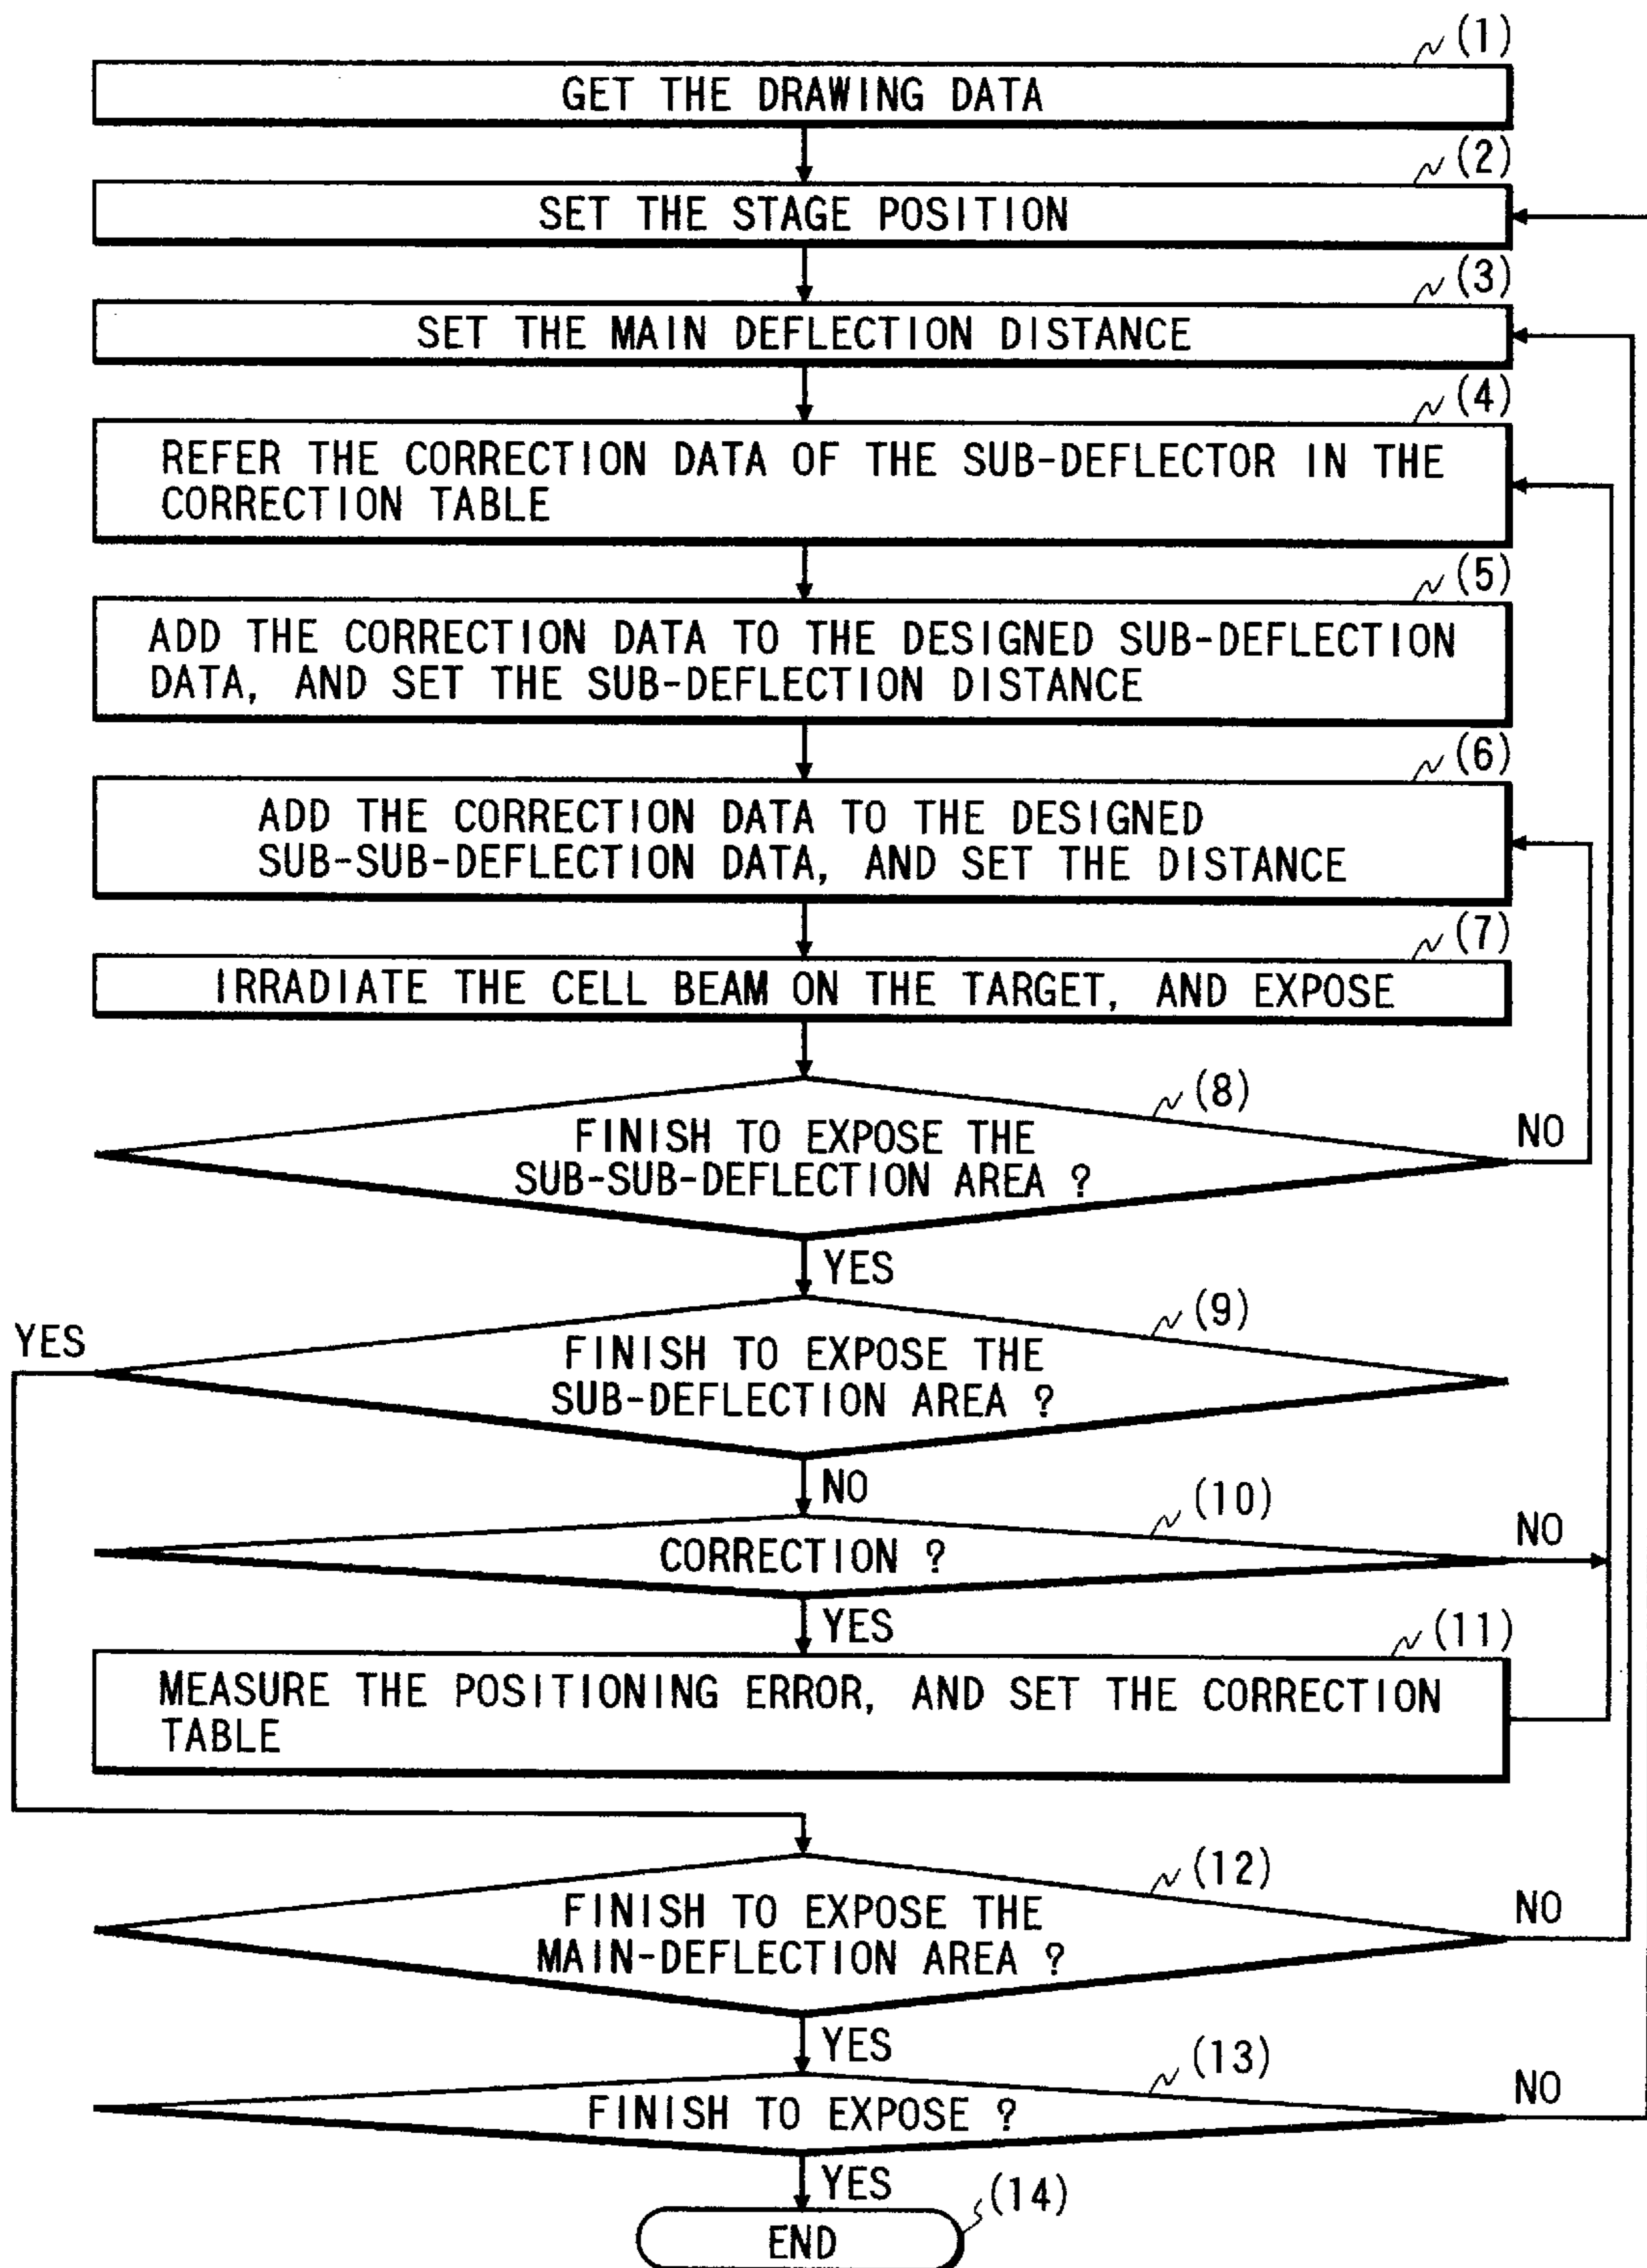 (1)
GET THE DRAWING DATA
(2)
SET THE STAGE POSITION
(3)
SET THE MAIN DEFLECTION DISTANCE
(4)
REFER THE CORRECTION DATA OF THE SUB-DEFLECTOR IN THE
CORRECTION TABLE
(5)
ADD THE CORRECTION DATA TO THE DESIGNED SUB-DEFLECTION
DATA, AND SET THE SUB-DEFLECTION DISTANCE
(6)
ADD THE CORRECTION DATA TO THE DESIGNED
SUB-SUB-DEFLECTION DATA, AND SET THE DISTANCE
(7)
IRRADIATE THE CELL BEAM ON THE TARGET, AND EXPOSE
(8)
FINISH TO EXPOSE THE
SUB-SUB-DEFLECTION AREA ?
NO
YES
(9)
YES
FINISH TO EXPOSE THE
SUB-DEFLECTION AREA ?
NO
(10)
CORRECTION ?
NO
YES
(11)
MEASURE THE POSITIONING ERROR, AND SET THE CORRECTION
TABLE
(12)
FINISH TO EXPOSE THE
MAIN-DEFLECTION AREA ?
NO
YES
(13)
FINISH TO EXPOSE ?
NO
YES
(14)
END